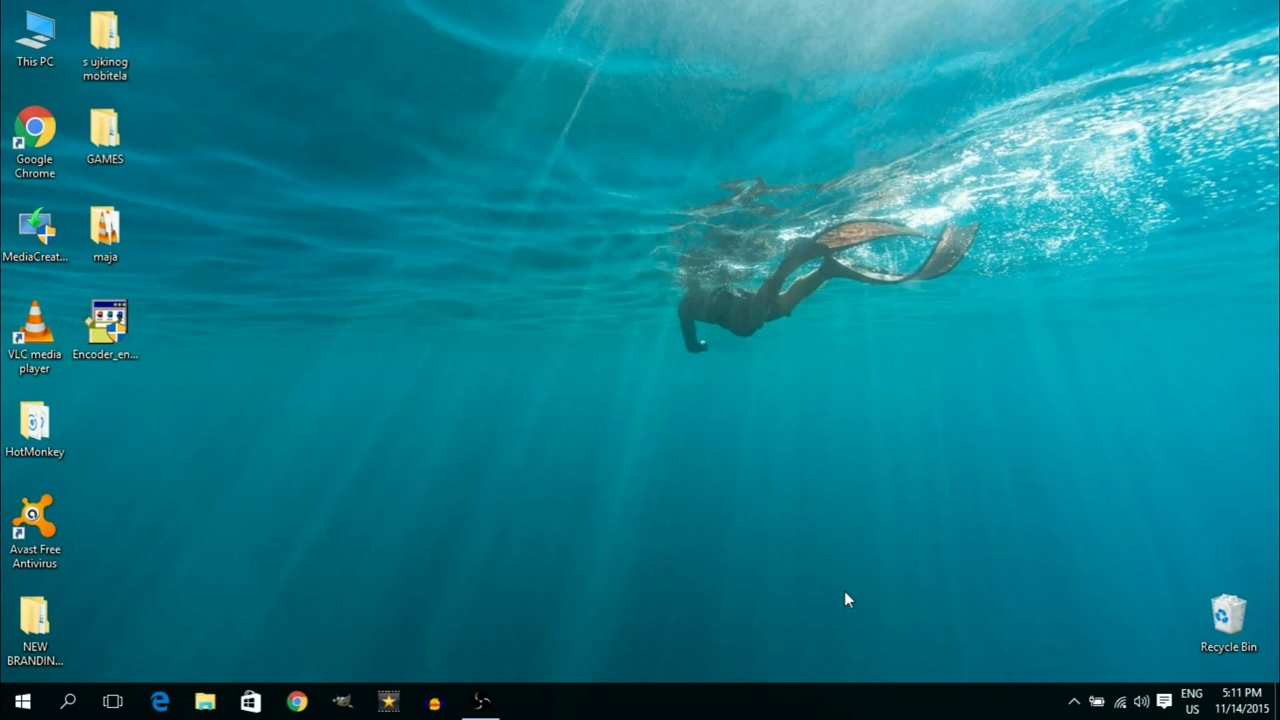 This PC
s ujkinog
mobitela
Google
Chrome
GAMES
MediaCreat...
maja
VLC media
player
Encoder_en...
HotMonkey
Avast Free
Antivirus
NEW
BRANDIN...
Recycle Bin
ENG
US
5:11 PM
11/14/2015